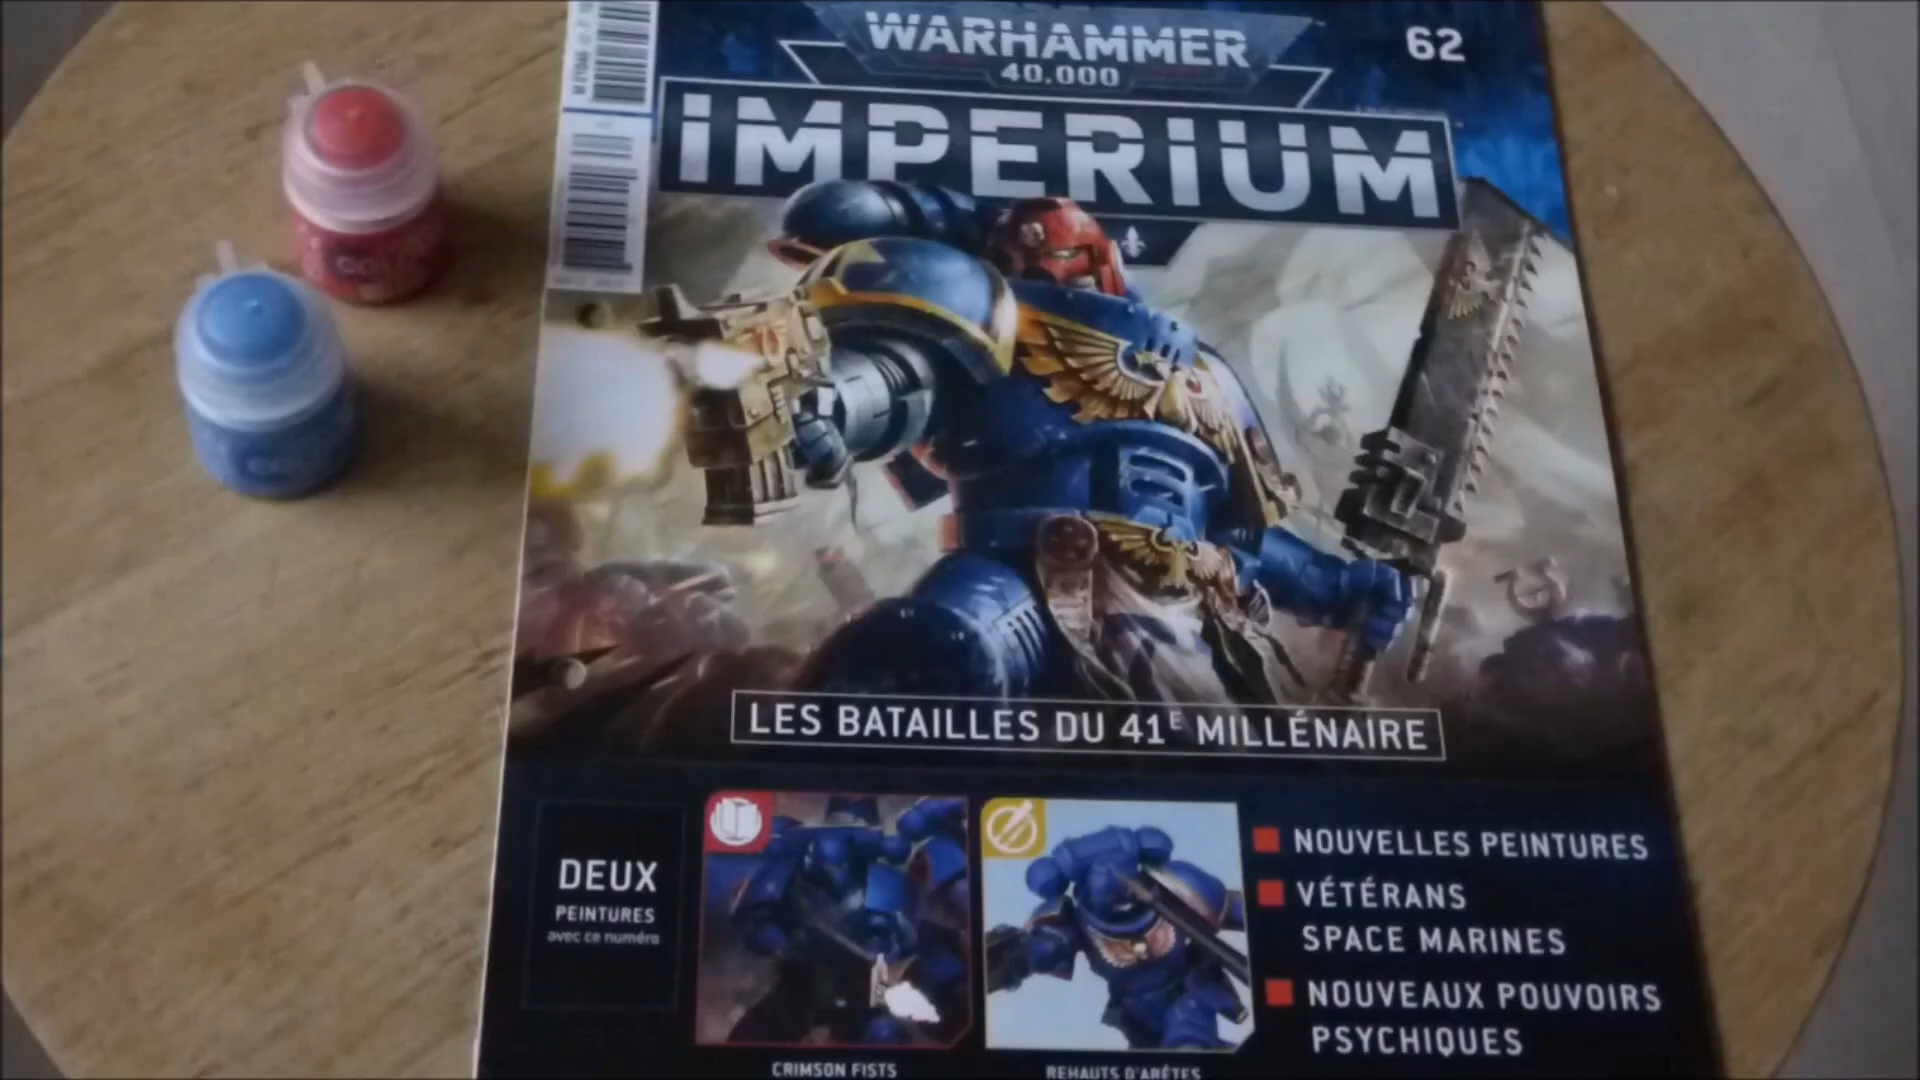 WARHAMMER
40.000
62
IMPERIUM
LES BATAILLES DU 41E MILLÉNAIRE
DEUX
PEINTURES
avec ce numéro
CRIMSON FISTS
REHAUTS D'ARÊTES
NOUVELLES PEINTURES
VÉTÉRANS
SPACE MARINES
NOUVEAUX POUVOIRS
PSYCHIQUES